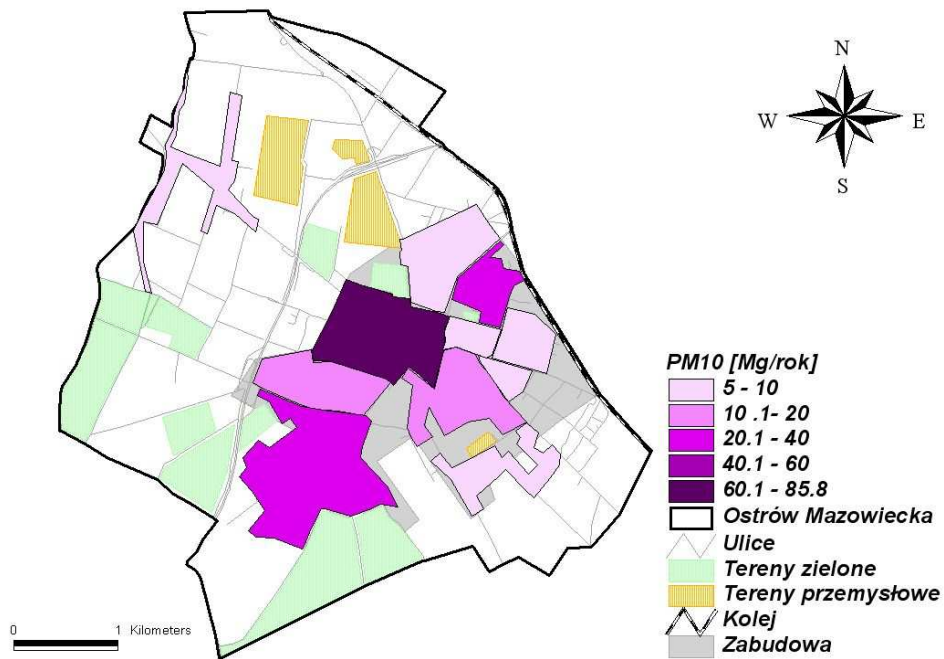 N
W E
S
PM10 [Mg/rok]
5 - 10
10 .1- 20
20.1 - 40
40.1 - 60
60.1 - 85.8
Ostrów Mazowiecka
Ulice
Tereny zielone
Tereny przemysłowe
Kolej
Zabudowa
0 1 Kilometers